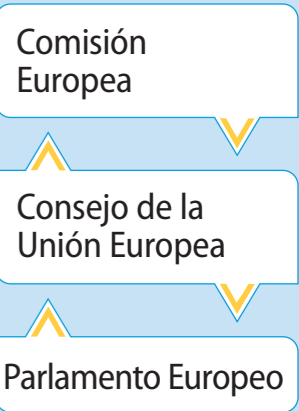 Comisión
Europea
Consejo de la
Unión Europea
Parlamento Europeo